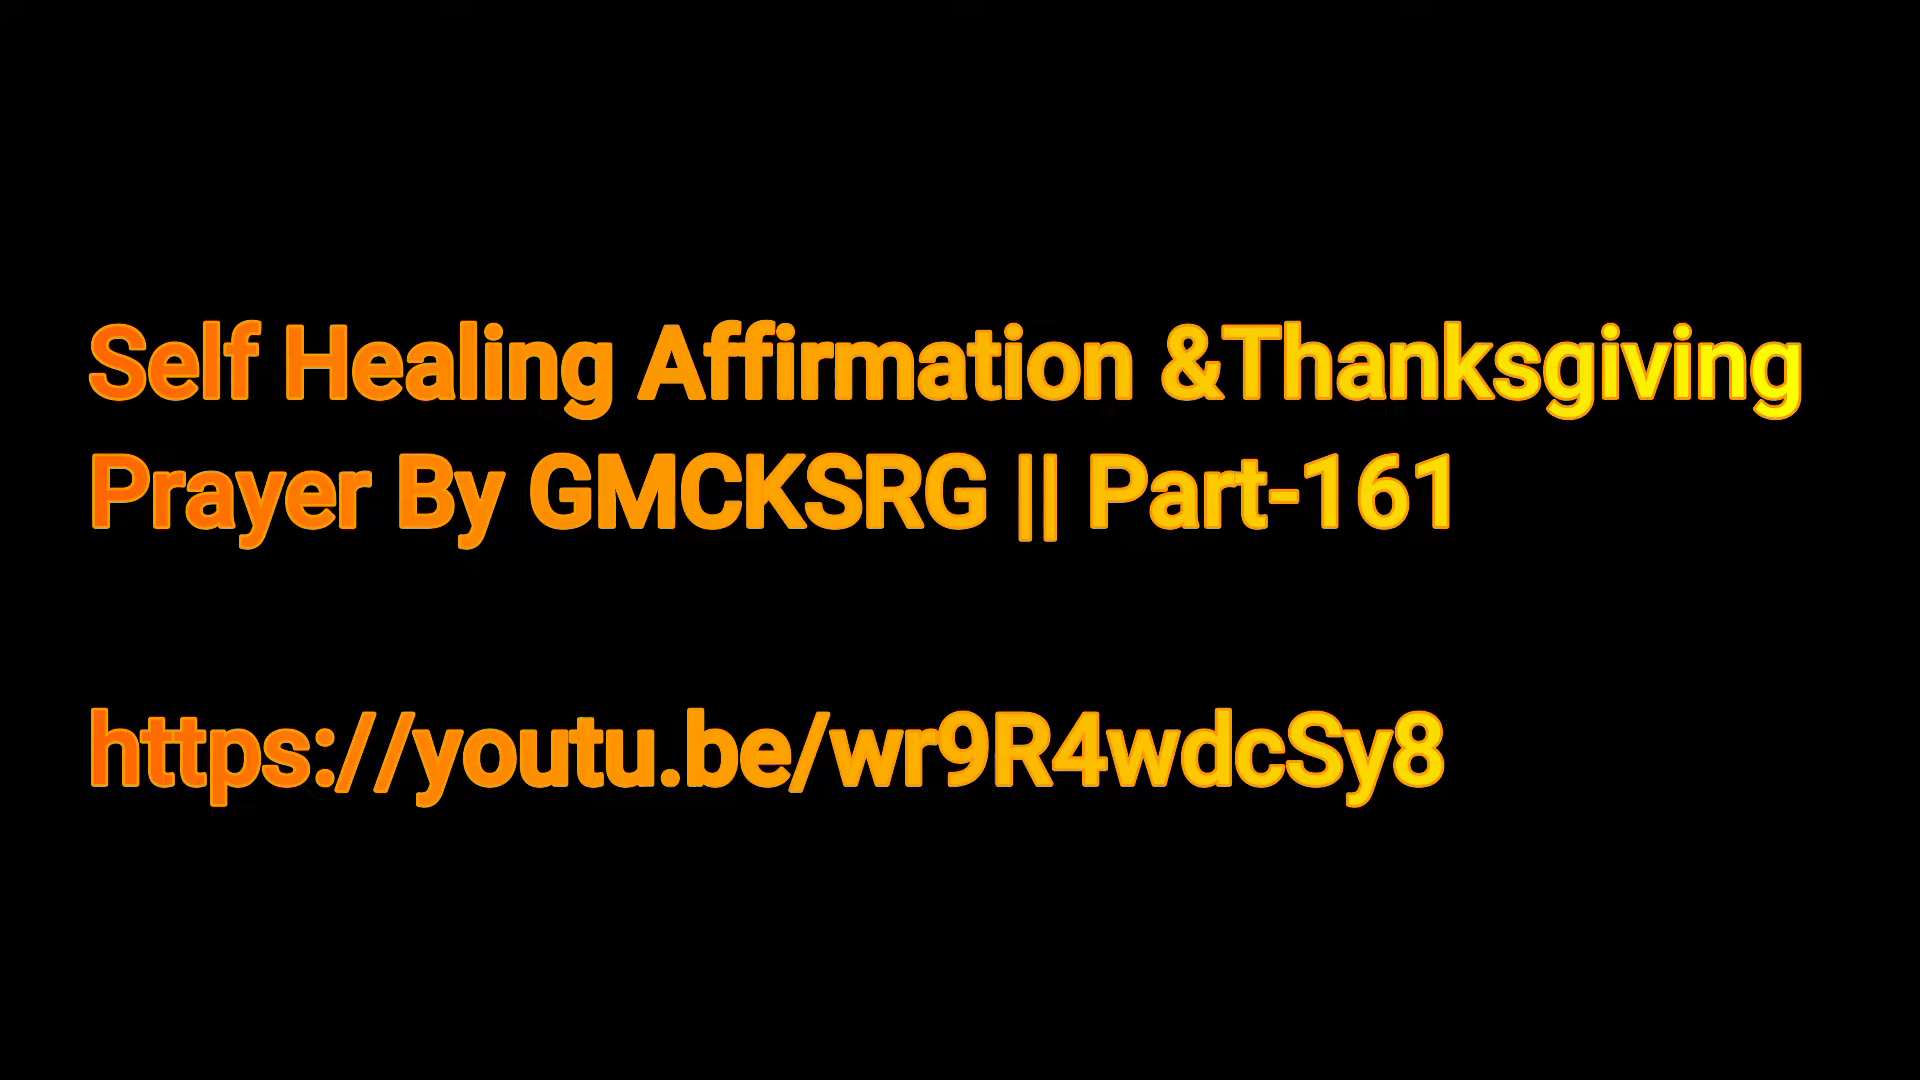 Self Healing Affirmation &Thanksgiving
Prayer By GMCKSRG || Part-161
https://youtu.be/wr9R4wdcSy8